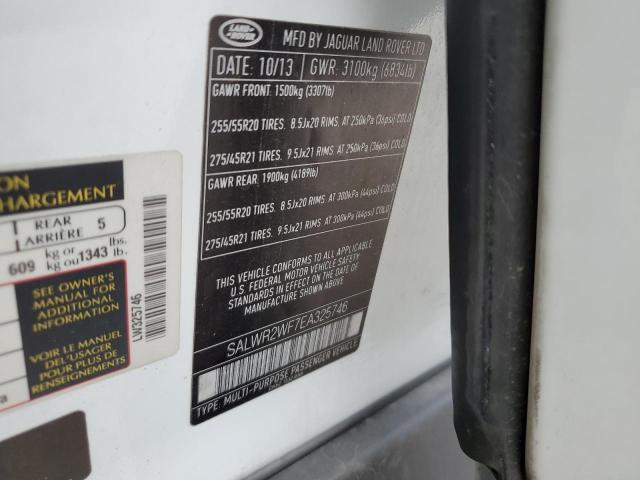 LAND ROVER
MFD BY JAGUAR LAND ROVER LTD
DATE: 10/13 GWR: 3100kg (6834lb)
GAWR FRONT: 1500kg (3307lb)
255/55R20 TIRES. 8.5Jx20 RIMS. AT 250kPa (36psi) COLD
275/45R21 TIRES. 9.5Jx21 RIMS. AT 250kPa (36psi) COLD
GAWR REAR: 1900kg (4189lb)
255/55R20 TIRES. 8.5Jx20 RIMS. AT 300kPa (44psi) COLD
275/45R21 TIRES. 9.5Jx21 RIMS. AT 300kPa (44psi) COLD
THIS VEHICLE CONFORMS TO ALL APPLICABLE
U.S. FEDERAL MOTOR VEHICLE SAFETY
STANDARDS IN EFFECT ON THE DATE OF
MANUFACTURE SHOWN ABOVE.
SALWR2WF7EA325746
TYPE: MULTI-PURPOSE PASSENGER VEHICLE
ON
CHARGEMENT
REAR
ARRIÈRE 5
609 kg or kg ou 1343 lbs. lb.
SEE OWNER'S
MANUAL FOR
ADDITIONAL
INFORMATION
VOIR LE MANUEL
DE L'USAGER
POUR PLUS DE
RENSEIGNEMENTS
LW325746